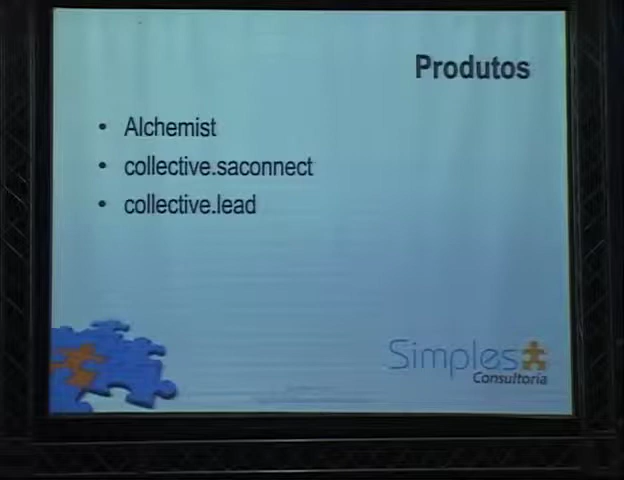 Produtos
• Alchemist
• collective.saconnect
• collective.lead
Simples
Consultoria